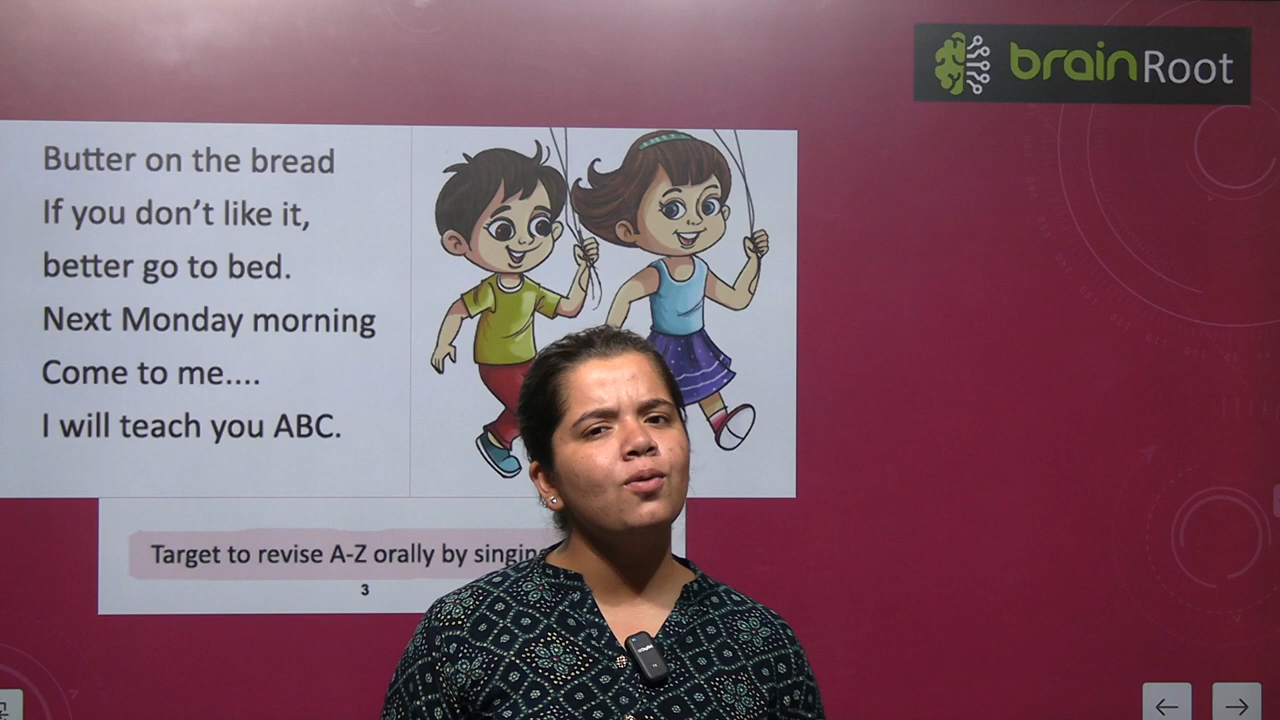 brainRoot
Butter on the bread
If you don't like it,
better go to bed.
Next Monday morning
Come to me....
I will teach you ABC.
Target to revise A-Z orally by singing
3